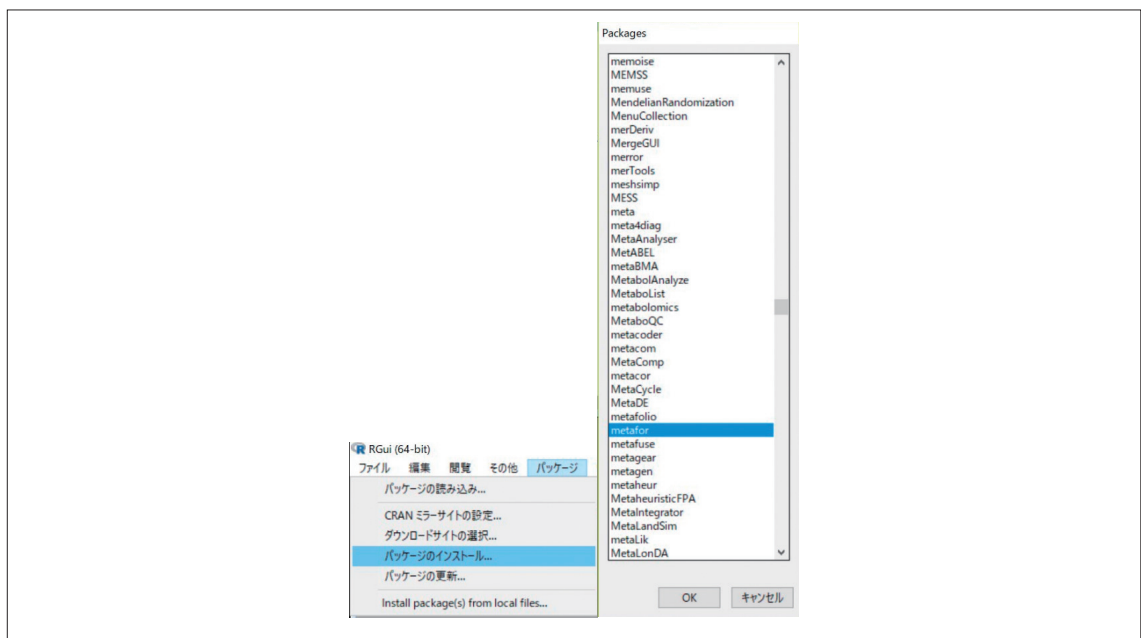 Packages
memoise
MEMSS
memuse
MendelianRandomization
MenuCollection
merDeriv
MergeGUI
merror
merTools
meshsimp
MESS
meta
meta4diag
MetaAnalyser
MetABEL
metaBMA
MetabolAnalyze
MetaboList
metabolomics
MetaboQC
metacoder
metacom
MetaComp
metacor
MetaCycle
MetaDE
metafolio
metafor
metafuse
metagear
metagen
metaheur
MetaheuristicFPA
MetaIntegrator
MetaLandSim
metaLik
MetaLonDA
OK キャンセル
RGui (64-bit)
ファイル 編集 閲覧 その他 パッケージ
パッケージの読み込み...
CRAN ミラーサイトの設定...
ダウンロードサイトの選択...
パッケージのインストール...
パッケージの更新...
Install package(s) from local files...